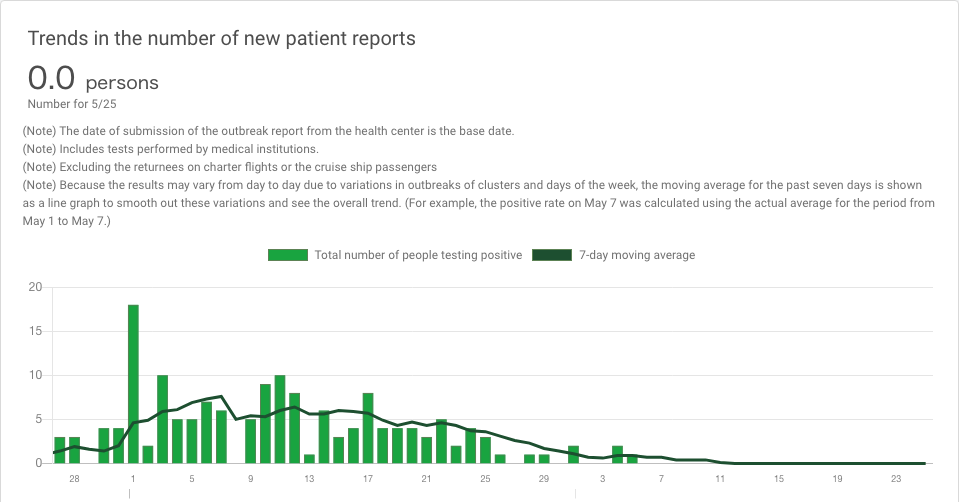 Trends in the number of new patient reports
0.0 persons
Number for 5/25
(Note) The date of submission of the outbreak report from the health center is the base date.
(Note) Includes tests performed by medical institutions.
(Note) Excluding the returnees on charter flights or the cruise ship passengers
(Note) Because the results may vary from day to day due to variations in outbreaks of clusters and days of the week, the moving average for the past seven days is shown
as a line graph to smooth out these variations and see the overall trend. (For example, the positive rate on May 7 was calculated using the actual average for the period from
May 1 to May 7.)
Total number of people testing positive 7-day moving average
20
15
10
5
0
28 1 5 9 13 17 21 25 29 3 7 11 15 19 23